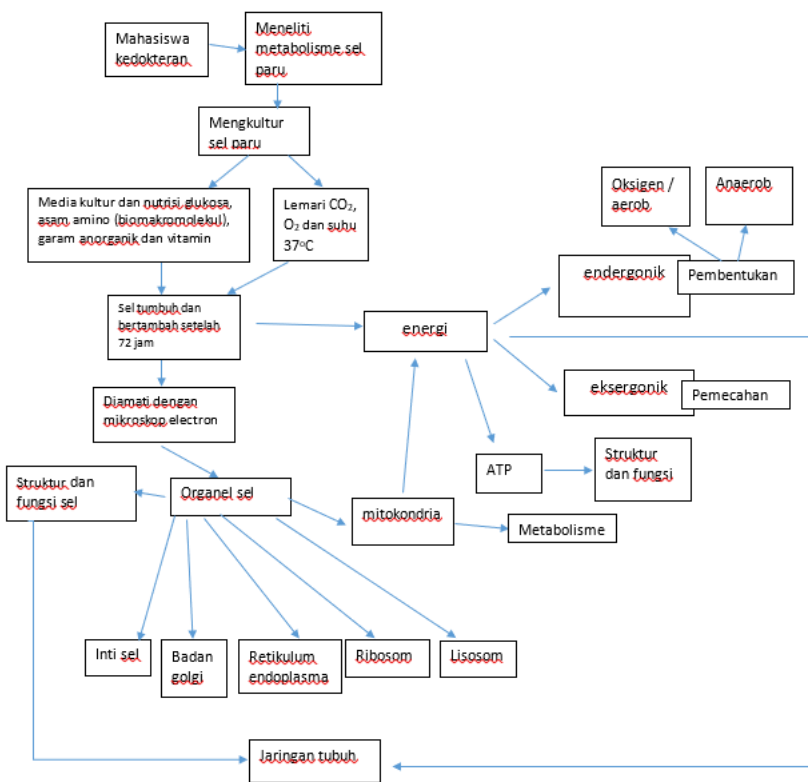 Mahasiswa
kedokteran
Meneliti
metabolisme sel
paru
Mengkultur
sel paru
Media kultur dan nutrisi glukosa,
asam amino (biomakromolekul),
garam anorganik dan vitamin
Lemari CO₂,
O₂ dan suhu
37°C
Oksigen /
aerob
Anaerob
endergonik
Pembentukan
Sel tumbuh dan
bertambah setelah
72 jam
energi
eksergonik
Pemecahan
Diamati dengan
mikroskop electron
ATP
Struktur
dan fungsi
Struktur dan
fungsi sel
Organel sel
mitokondria
Metabolisme
Inti sel
Badan
golgi
Retikulum
endoplasma
Ribosom
Lisosom
Jaringan tubuh